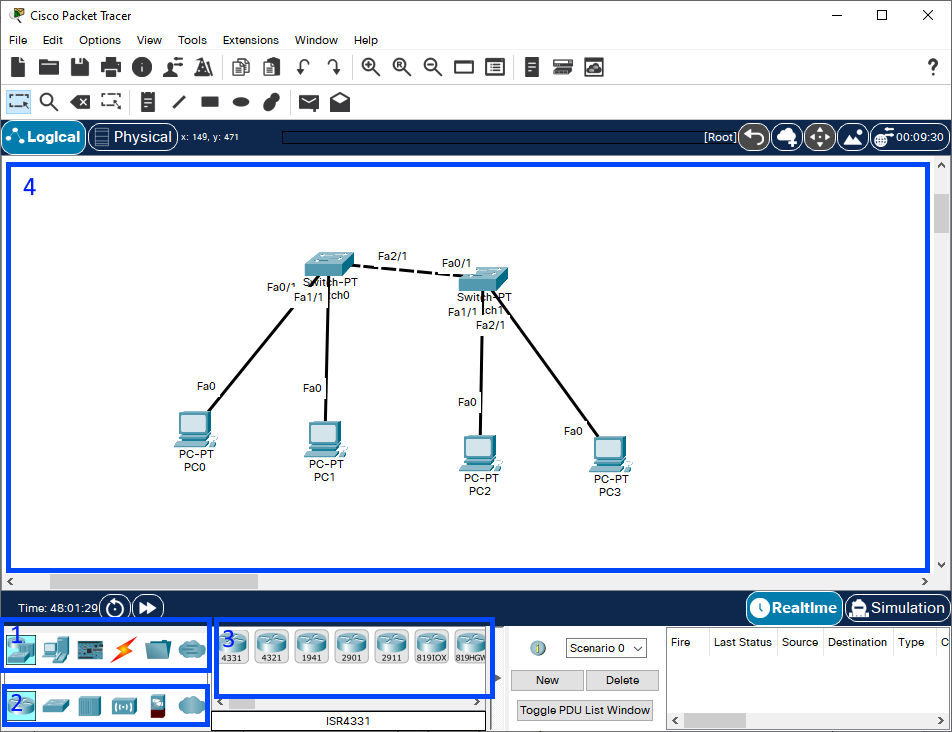 Cisco Packet Tracer
File Edit Options View Tools Extensions Window Help
?
Logical Physical x: 149, y: 471 [Root] 00:09:30
4
Fa2/1
Fa0/1
Switch-PT
tch0
Fa0/1
Fa1/1
Switch-PT
tch1
Fa1/1
Fa2/1
Fa0
Fa0
Fa0
Fa0
PC-PT
PC0
PC-PT
PC1
PC-PT
PC2
PC-PT
PC3
Time: 48:01:29 Realtime Simulation
1
2
3
4331 4321 1941 2901 2911 819IOX 819HGW
ISR4331
Scenario 0
New Delete
Toggle PDU List Window
Fire Last Status Source Destination Type C